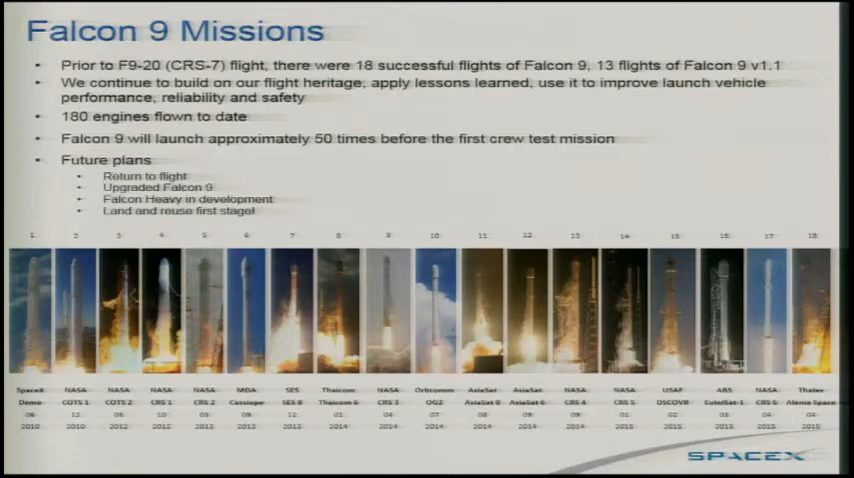 Falcon 9 Missions
• Prior to F9-20 (CRS-7) flight, there were 18 successful flights of Falcon 9, 13 flights of Falcon 9 v1.1
• We continue to build on our flight heritage, apply lessons learned, use it to improve launch vehicle
performance, reliability and safety
• 180 engines flown to date
• Falcon 9 will launch approximately 50 times before the first crew test mission
• Future plans
• Return to flight
• Upgraded Falcon 9
• Falcon Heavy in development
• Land and reuse first stage!
1 2 3 4 5 6 7 8 9 10 11 12 13 14 15 16 17 18
SpaceX NASA NASA NASA NASA MDA SES Thaicom NASA Orbcomm AsiaSat AsiaSat NASA NASA USAF ABS NASA Thales
Demo COTS 1 COTS 2 CRS 1 CRS 2 Cassiope SES 8 Thaicom 6 CRS 3 OG2 AsiaSat 8 AsiaSat 6 CRS 4 CRS 5 DSCOVR EutelSat-1 CRS 6 Alenia Space
06 12 05 10 03 09 12 01 04 07 08 09 09 01 02 03 04 04
2010 2010 2012 2012 2013 2013 2013 2014 2014 2014 2014 2014 2014 2015 2015 2015 2015 2015
SPACEX